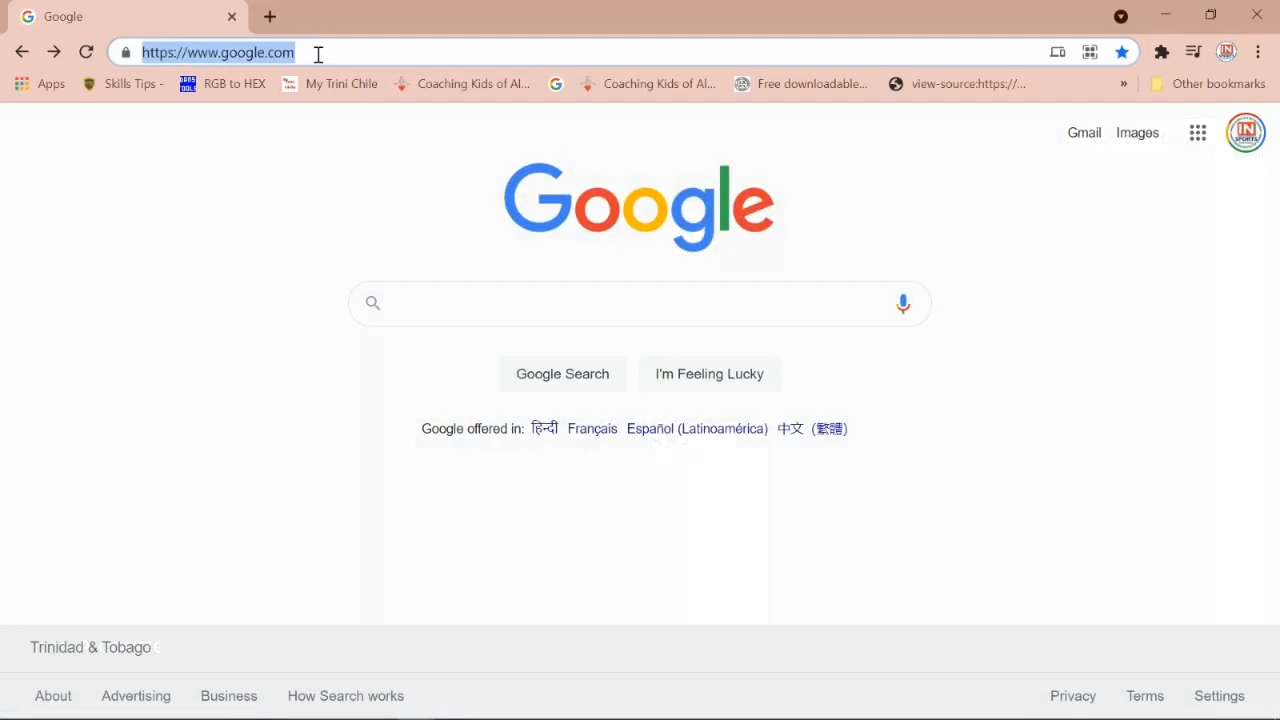 Google
https://www.google.com
Apps Skills Tips - RGB to HEX My Trini Chile Coaching Kids of Al... Coaching Kids of Al... Free downloadable... view-source:https://... » Other bookmarks
Gmail Images
IN SPORTS
Google
Google Search I'm Feeling Lucky
Google offered in: हिन्दी Français Español (Latinoamérica) 中文 (繁體)
Trinidad & Tobago
About Advertising Business How Search works Privacy Terms Settings